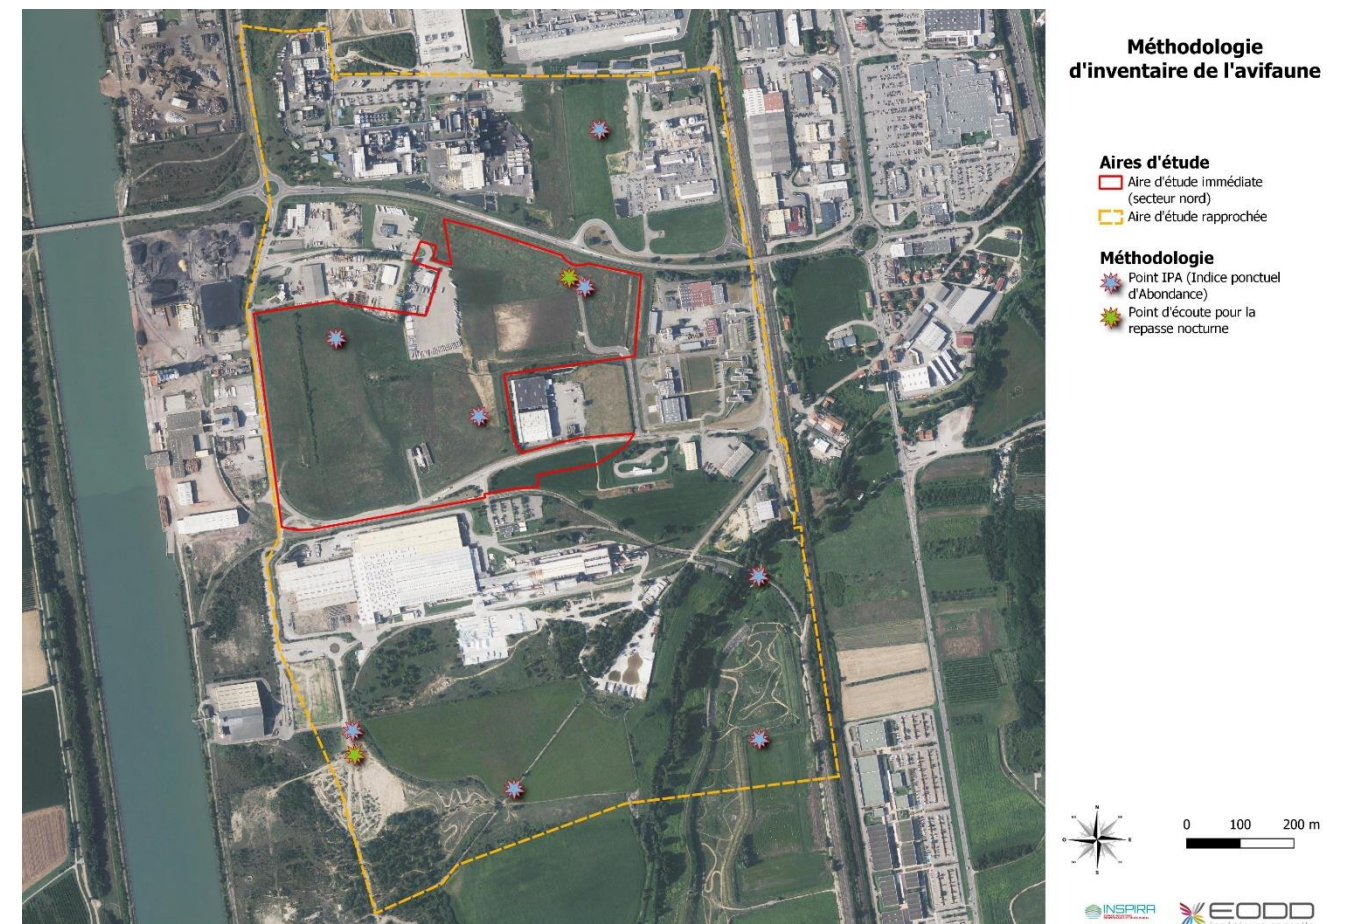 Méthodologie
d'inventaire de l'avifaune
Aires d'étude
Aire d'étude immédiate
(secteur nord)
Aire d'étude rapprochée
Méthodologie
Point IPA (Indice ponctuel
d'Abondance)
Point d'écoute pour la
repasse nocturne
N
S
0 100 200 m
INSPIRA
EODD